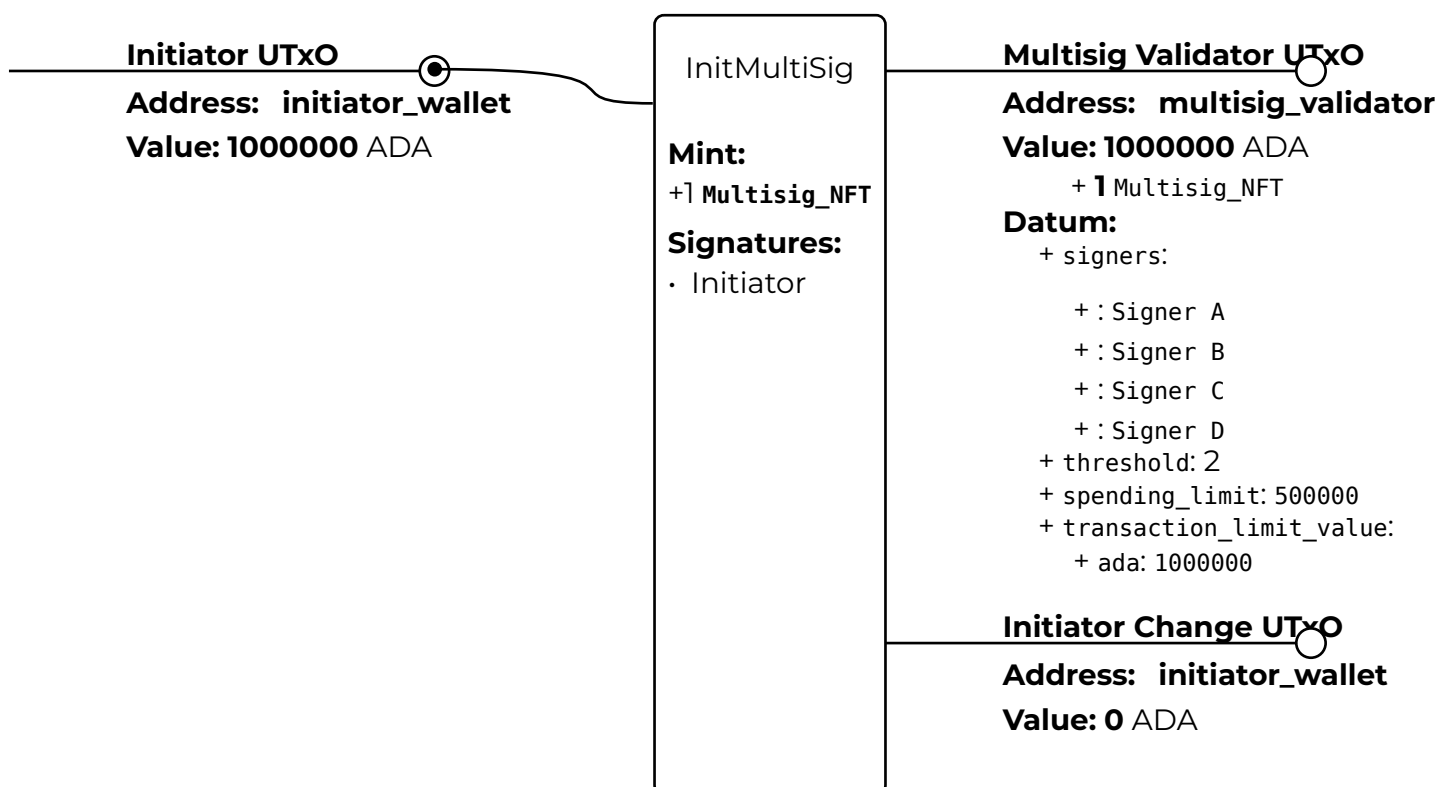 Initiator UTxO
Address: initiator_wallet
Value: 1000000 ADA
InitMultiSig
Mint:
+1 Multisig_NFT
Signatures:
· Initiator
Multisig Validator UTxO
Address: multisig_validator
Value: 1000000 ADA
+ 1 Multisig_NFT
Datum:
+ signers:
+ : Signer A
+ : Signer B
+ : Signer C
+ : Signer D
+ threshold: 2
+ spending_limit: 500000
+ transaction_limit_value:
+ ada: 1000000
Initiator Change UTxO
Address: initiator_wallet
Value: 0 ADA